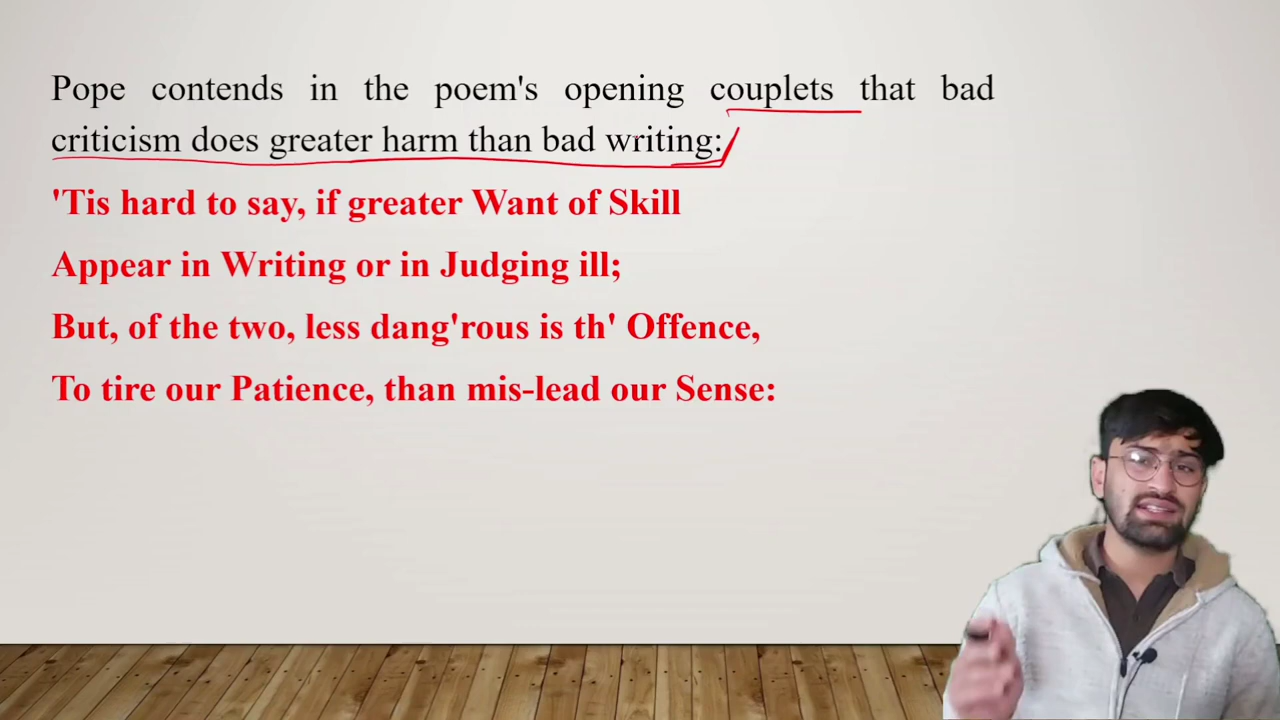 Pope contends in the poem's opening couplets that bad
criticism does greater harm than bad writing:
'Tis hard to say, if greater Want of Skill
Appear in Writing or in Judging ill;
But, of the two, less dang'rous is th' Offence,
To tire our Patience, than mis-lead our Sense: